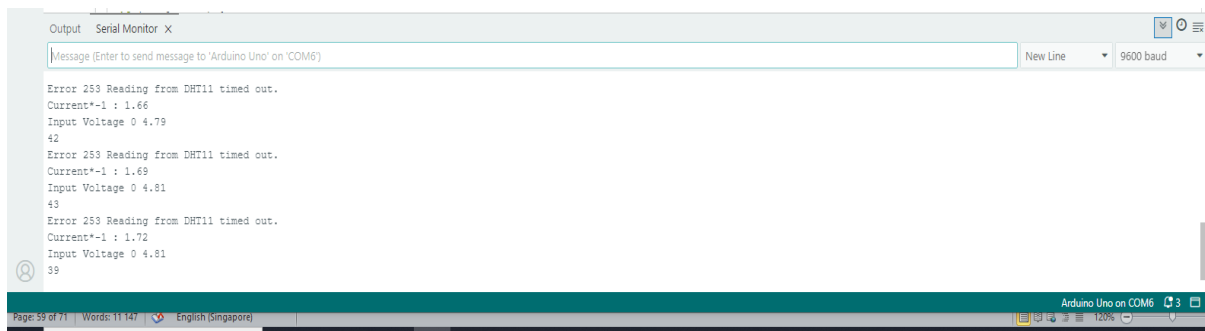 Output Serial Monitor X
Message (Enter to send message to 'Arduino Uno' on 'COM6')
New Line
9600 baud
Error 253 Reading from DHT11 timed out.
Current*-1 : 1.66
Input Voltage 0 4.79
42
Error 253 Reading from DHT11 timed out.
Current*-1 : 1.69
Input Voltage 0 4.81
43
Error 253 Reading from DHT11 timed out.
Current*-1 : 1.72
Input Voltage 0 4.81
39
Arduino Uno on COM6 3
Page: 59 of 71 Words: 11 147 English (Singapore) 120%